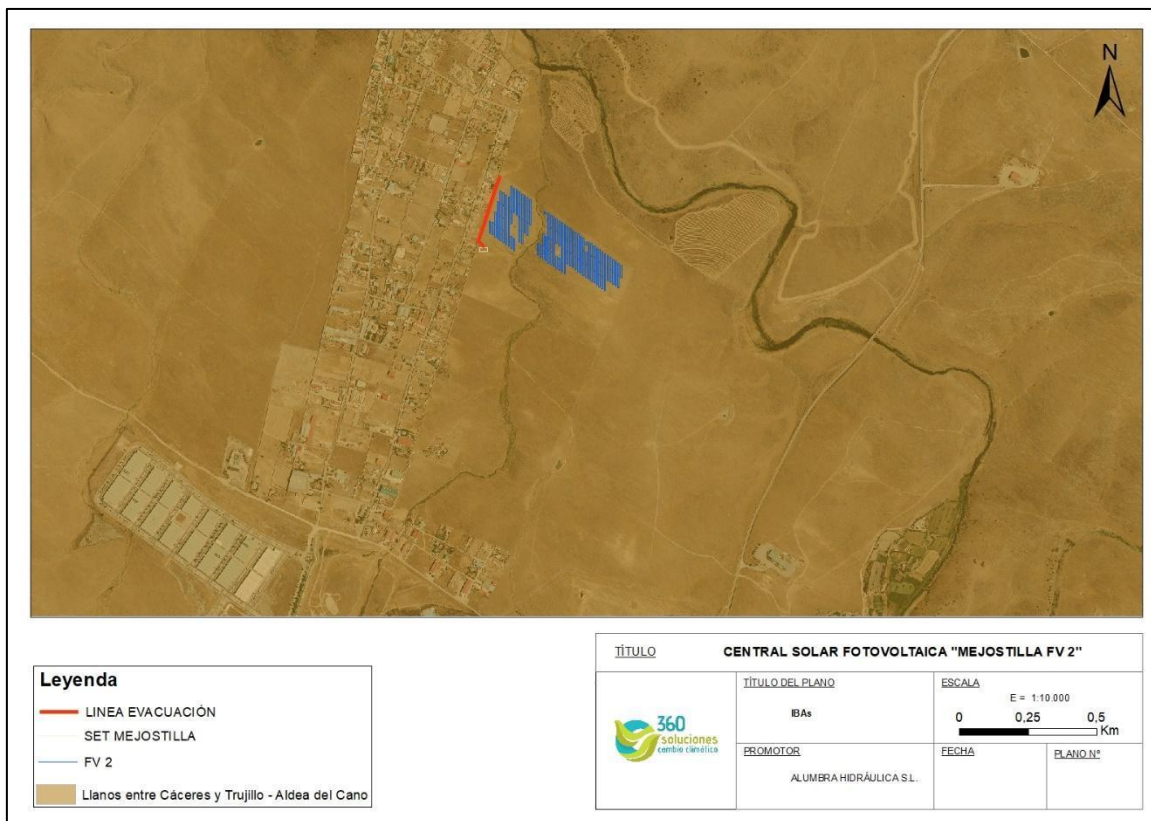 N
Leyenda
LINEA EVACUACIÓN
SET MEJOSTILLA
FV 2
Llanos entre Cáceres y Trujillo - Aldea del Cano
TÍTULO
CENTRAL SOLAR FOTOVOLTAICA "MEJOSTILLA FV 2"
360
soluciones
cambio climático
TÍTULO DEL PLANO
IBAs
ESCALA
E = 1:10.000
0 0,25 0,5
Km
PROMOTOR
ALUMBRA HIDRÁULICA S.L.
FECHA
PLANO Nº